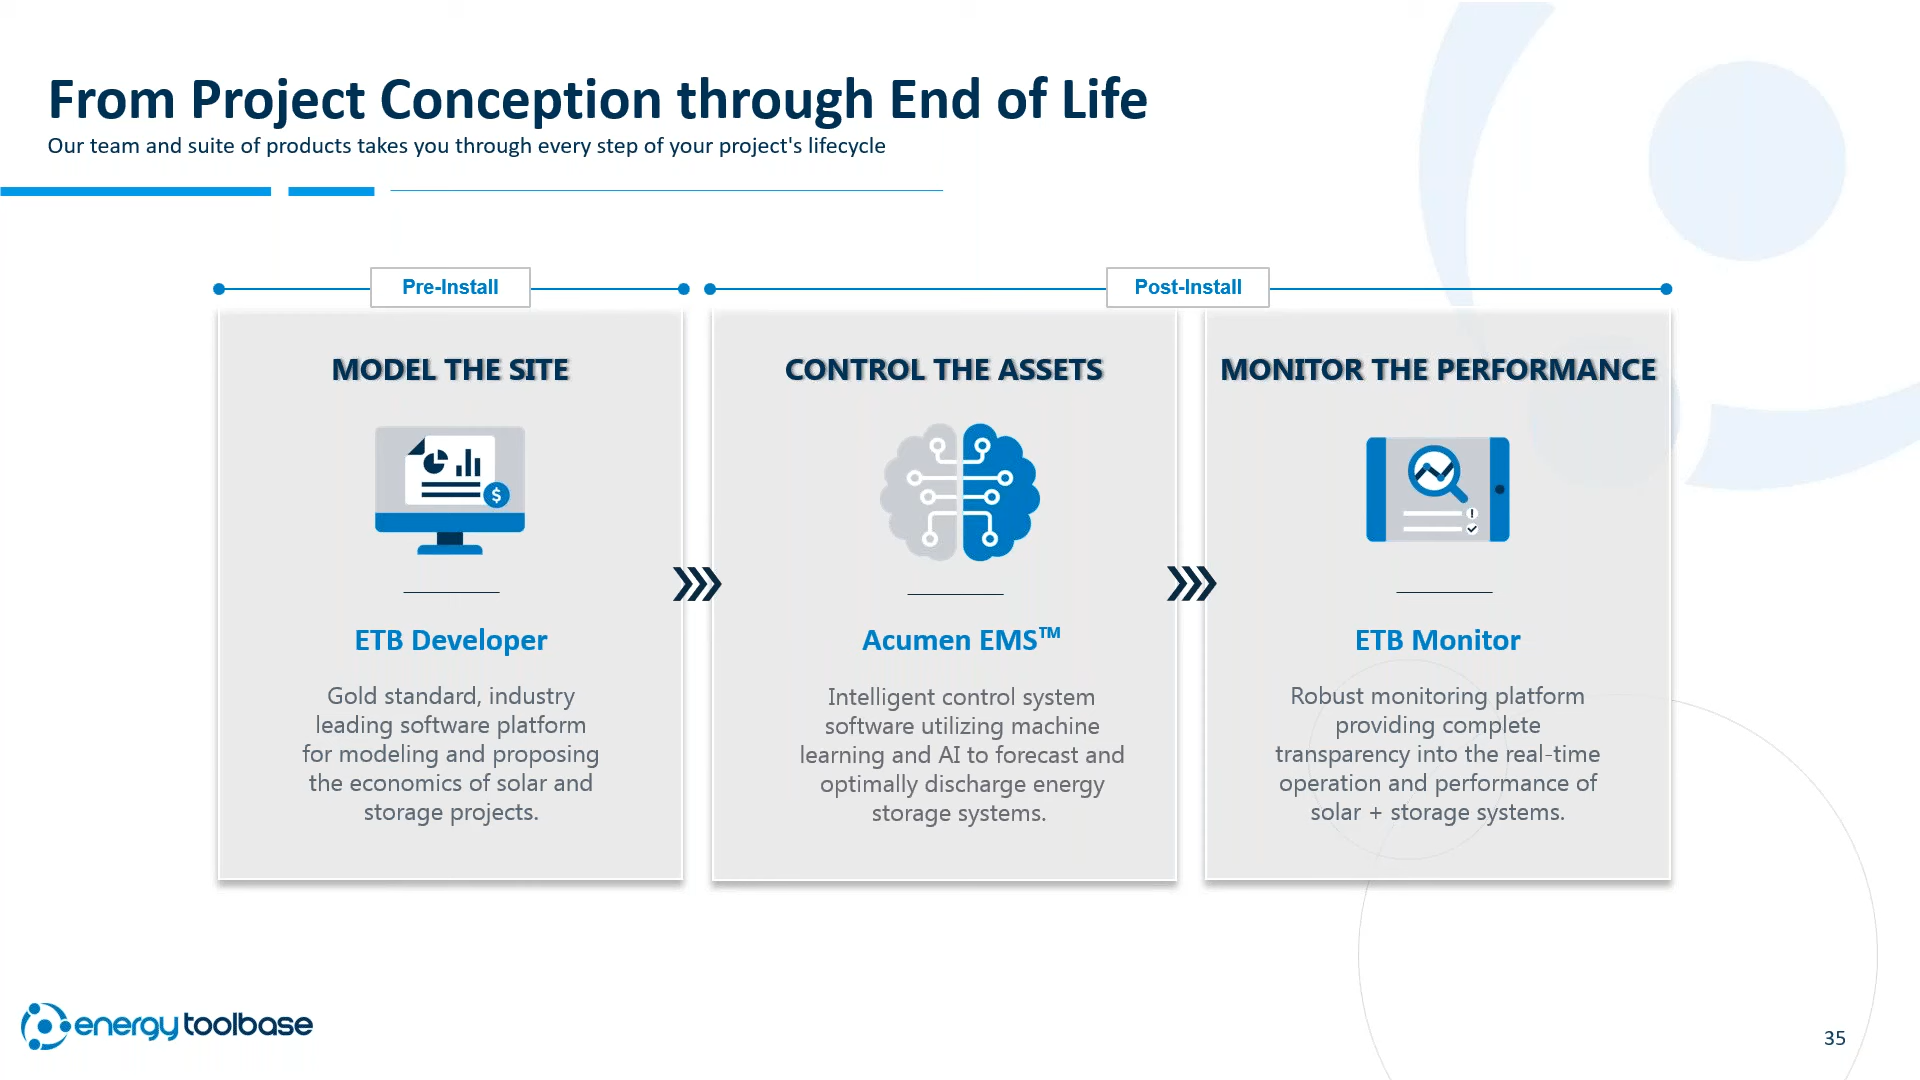 From Project Conception through End of Life
Our team and suite of products takes you through every step of your project's lifecycle
Pre-Install
Post-Install
MODEL THE SITE
$
ETB Developer
Gold standard, industry
leading software platform
for modeling and proposing
the economics of solar and
storage projects.
CONTROL THE ASSETS
Acumen EMS™
Intelligent control system
software utilizing machine
learning and AI to forecast and
optimally discharge energy
storage systems.
MONITOR THE PERFORMANCE
!
ETB Monitor
Robust monitoring platform
providing complete
transparency into the real-time
operation and performance of
solar + storage systems.
energy toolbase
35